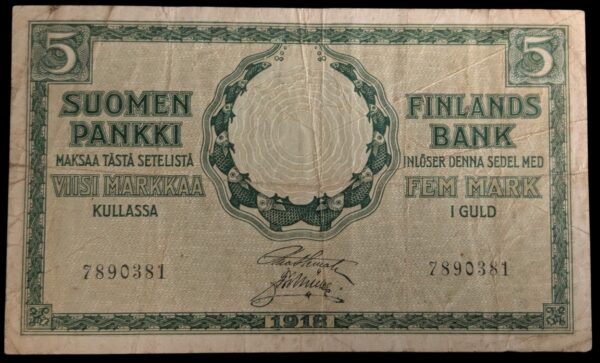 5 5
SUOMEN
PANKKI
MAKSAA TÄSTÄ SETELISTÄ
VIISI MARKKAA
KULLASSA
7890381
FINLANDS
BANK
INLÖSER DENNA SEDEL MED
FEM MARK
I GULD
7890381
1918